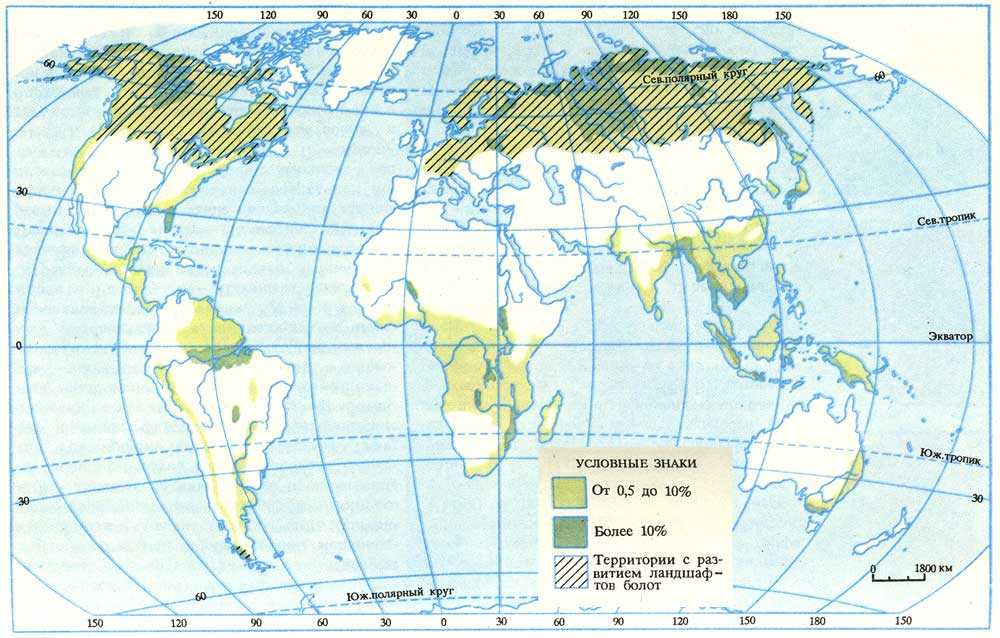 150 120 90 60 30 0 30 60 90 120 150 180 150
60
Сев.полярный круг
60
30
Сев.тропик
Экватор
0
Юж.тропик
30
30
УСЛОВНЫЕ ЗНАКИ
От 0,5 до 10%
Более 10%
Территории с раз-
витием ландшаф-
тов болот
0 1800 км
60
Юж.полярный круг
150 120 90 60 30 0 30 60 90 120 150 180 150